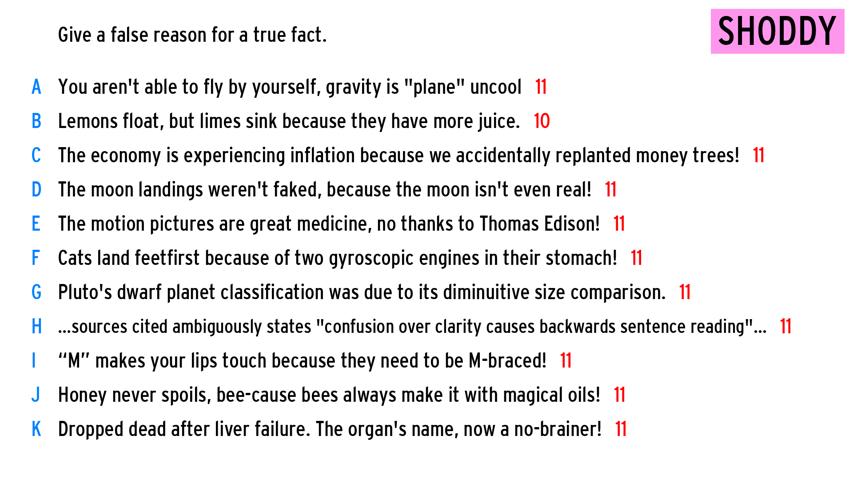 Give a false reason for a true fact.
SHODDY
A You aren't able to fly by yourself, gravity is "plane" uncool 11
B Lemons float, but limes sink because they have more juice. 10
C The economy is experiencing inflation because we accidentally replanted money trees! 11
D The moon landings weren't faked, because the moon isn't even real! 11
E The motion pictures are great medicine, no thanks to Thomas Edison! 11
F Cats land feetfirst because of two gyroscopic engines in their stomach! 11
G Pluto's dwarf planet classification was due to its diminuitive size comparison. 11
H ...sources cited ambiguously states "confusion over clarity causes backwards sentence reading"... 11
I “M” makes your lips touch because they need to be M-braced! 11
J Honey never spoils, bee-cause bees always make it with magical oils! 11
K Dropped dead after liver failure. The organ's name, now a no-brainer! 11